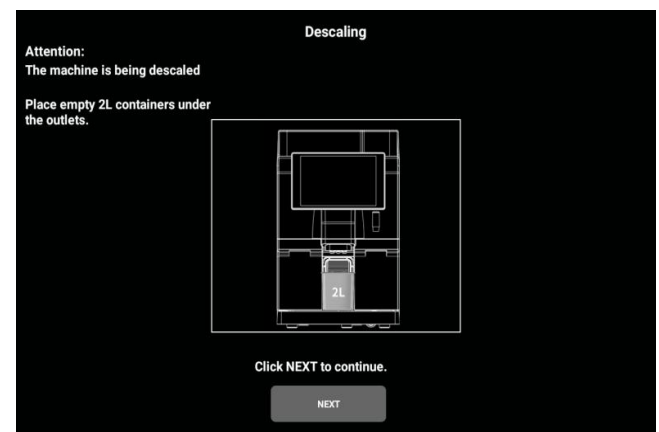 Descaling
Attention:
The machine is being descaled
Place empty 2L containers under
the outlets.
2L
Click NEXT to continue.
NEXT